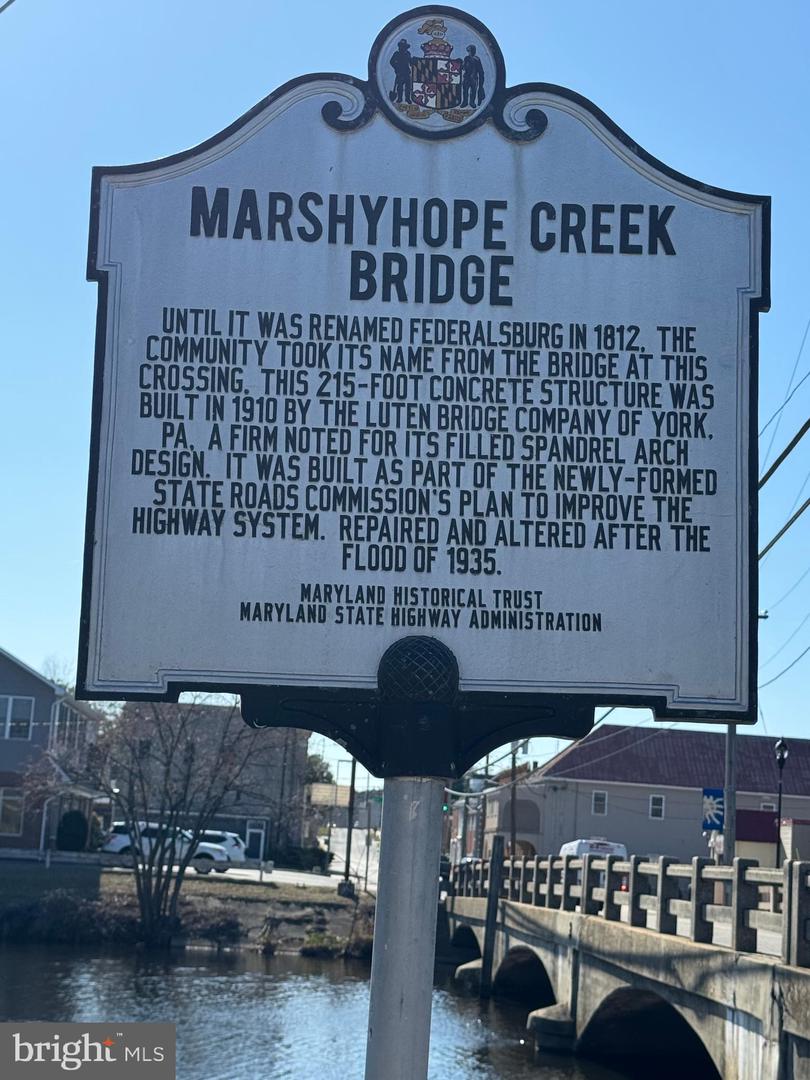 MARSHYHOPE CREEK
BRIDGE
UNTIL IT WAS RENAMED FEDERALSBURG IN 1812, THE
COMMUNITY TOOK ITS NAME FROM THE BRIDGE AT THIS
CROSSING. THIS 215-FOOT CONCRETE STRUCTURE WAS
BUILT IN 1910 BY THE LUTEN BRIDGE COMPANY OF YORK,
PA, A FIRM NOTED FOR ITS FILLED SPANDREL ARCH
DESIGN. IT WAS BUILT AS PART OF THE NEWLY-FORMED
STATE ROADS COMMISSION'S PLAN TO IMPROVE THE
HIGHWAY SYSTEM. REPAIRED AND ALTERED AFTER THE
FLOOD OF 1935.
MARYLAND HISTORICAL TRUST
MARYLAND STATE HIGHWAY ADMINISTRATION
bright™ MLS